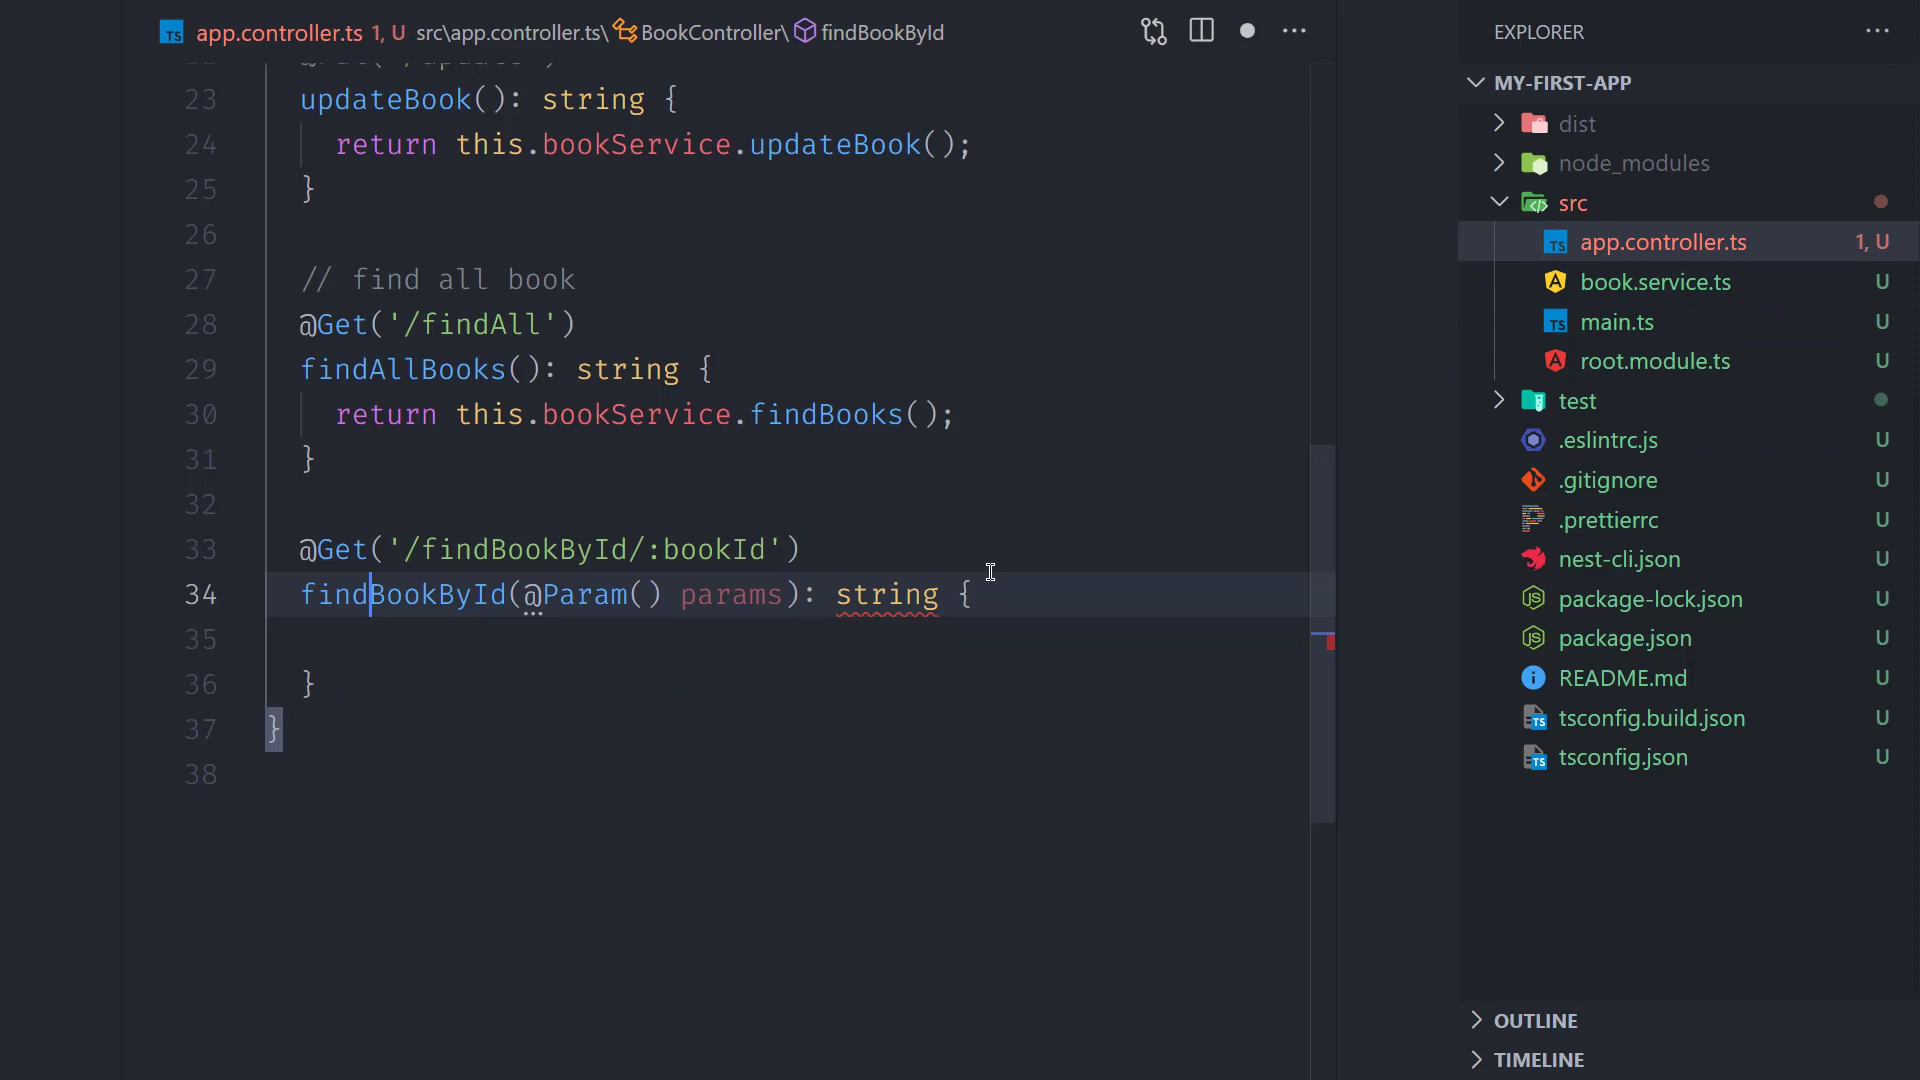 TS app.controller.ts 1, U src\app.controller.ts\ BookController\ findBookById
23 updateBook(): string {
24 return this.bookService.updateBook();
25 }
26
27 // find all book
28 @Get('/findAll')
29 findAllBooks(): string {
30 return this.bookService.findBooks();
31 }
32
33 @Get('/findBookById/:bookId')
34 findBookById(@Param() params): string {
35
36 }
37 }
38
EXPLORER
MY-FIRST-APP
dist
node_modules
src
TS app.controller.ts 1, U
book.service.ts U
TS main.ts U
root.module.ts U
test
.eslintrc.js U
.gitignore U
.prettierrc U
nest-cli.json U
package-lock.json U
package.json U
README.md U
tsconfig.build.json U
tsconfig.json U
OUTLINE
TIMELINE